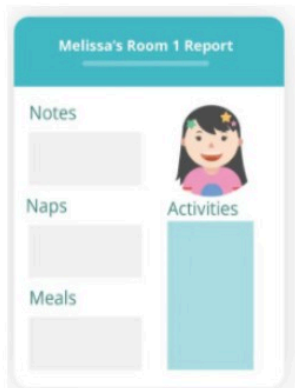 Melissa's Room 1 Report
Notes
Naps
Activities
Meals